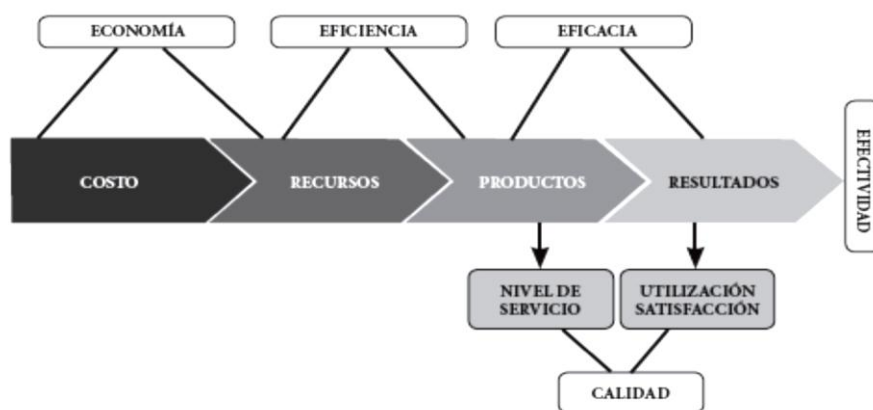 ECONOMÍA
EFICIENCIA
EFICACIA
COSTO
RECURSOS
PRODUCTOS
RESULTADOS
EFECTIVIDAD
NIVEL DE
SERVICIO
UTILIZACIÓN
SATISFACCIÓN
CALIDAD